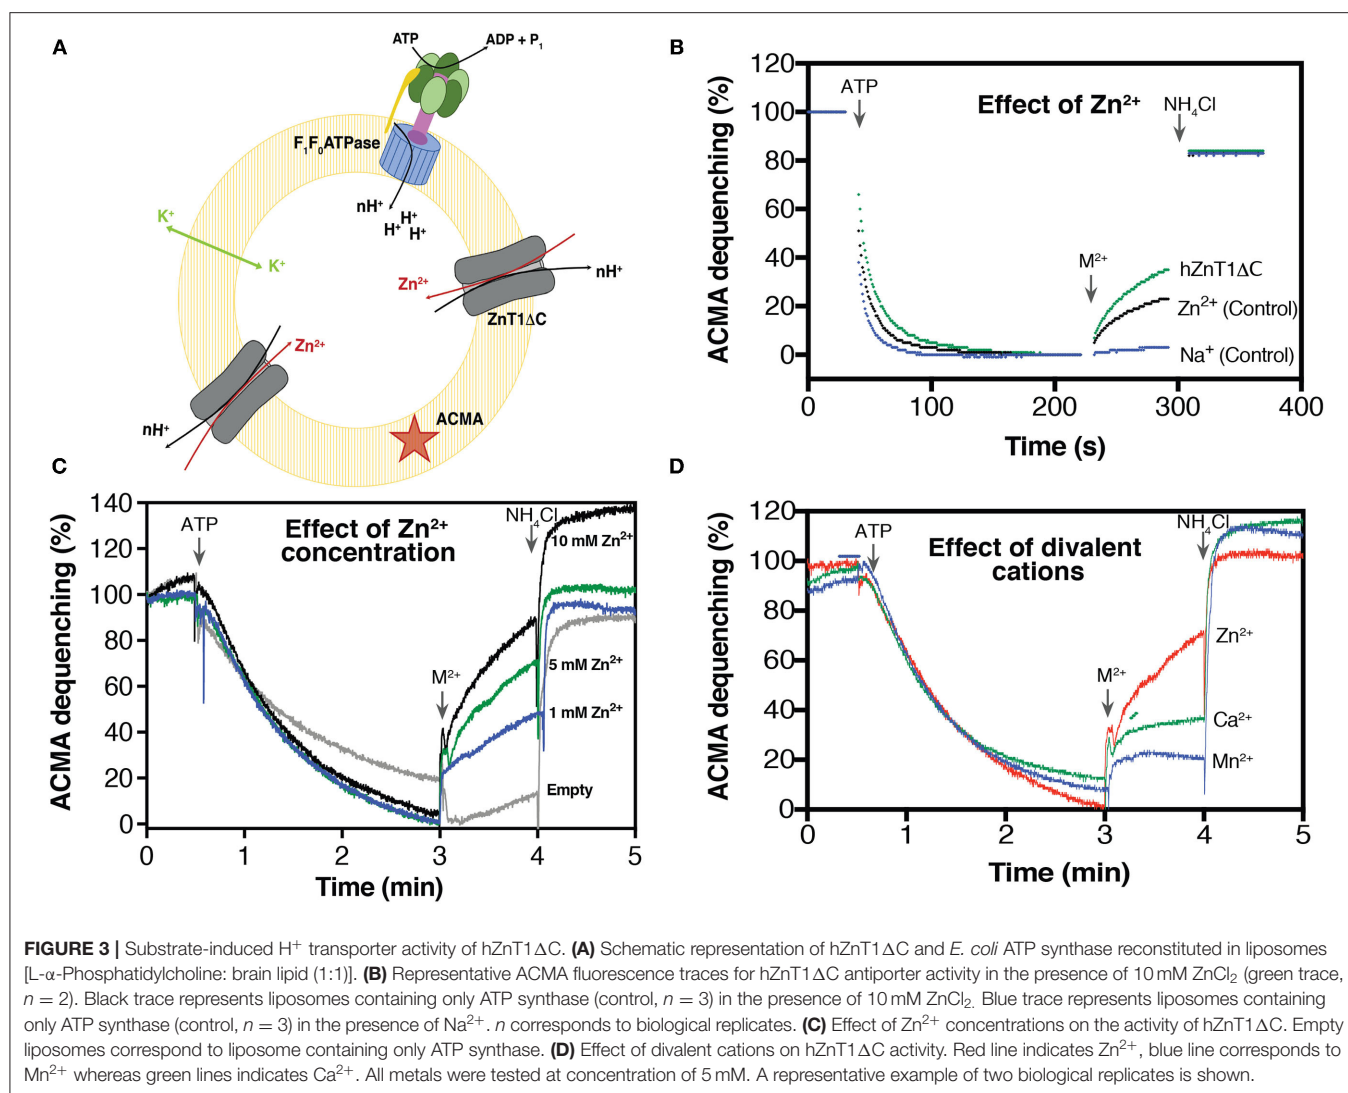 A
ATP
ADP + P₁
F₁F₀ATPase
nH⁺
H⁺
H⁺
H⁺
K⁺
K⁺
Zn²⁺
nH⁺
ZnT1ΔC
Zn²⁺
nH⁺
ACMA
B
ACMA dequenching (%)
120
100
80
60
40
20
0
ATP
Effect of Zn²⁺
NH₄Cl
M²⁺
hZnT1ΔC
Zn²⁺ (Control)
Na⁺ (Control)
0 100 200 300 400
Time (s)
C
ACMA dequenching (%)
140
120
100
80
60
40
20
0
ATP
Effect of Zn²⁺
concentration
NH₄Cl
10 mM Zn²⁺
M²⁺
5 mM Zn²⁺
1 mM Zn²⁺
Empty
0 1 2 3 4 5
Time (min)
D
ACMA dequenching (%)
120
100
80
60
40
20
0
ATP
Effect of divalent
cations
NH₄Cl
M²⁺
Zn²⁺
Ca²⁺
Mn²⁺
0 1 2 3 4 5
Time (min)
FIGURE 3 | Substrate-induced H⁺ transporter activity of hZnT1ΔC. (A) Schematic representation of hZnT1ΔC and E. coli ATP synthase reconstituted in liposomes
[L-α-Phosphatidylcholine: brain lipid (1:1)]. (B) Representative ACMA fluorescence traces for hZnT1ΔC antiporter activity in the presence of 10 mM ZnCl₂ (green trace,
n = 2). Black trace represents liposomes containing only ATP synthase (control, n = 3) in the presence of 10 mM ZnCl₂. Blue trace represents liposomes containing
only ATP synthase (control, n = 3) in the presence of Na²⁺. n corresponds to biological replicates. (C) Effect of Zn²⁺ concentrations on the activity of hZnT1ΔC. Empty
liposomes correspond to liposome containing only ATP synthase. (D) Effect of divalent cations on hZnT1ΔC activity. Red line indicates Zn²⁺, blue line corresponds to
Mn²⁺ whereas green lines indicates Ca²⁺. All metals were tested at concentration of 5 mM. A representative example of two biological replicates is shown.